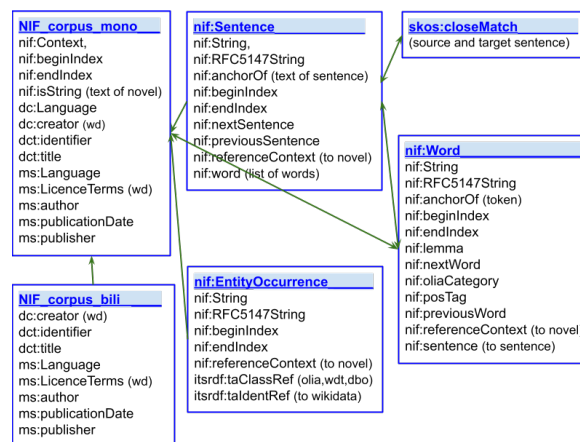 NIF_corpus_mono___
nif:Context,
nif:beginIndex
nif:endIndex
nif:isString (text of novel)
dc:Language
dc:creator (wd)
dct:identifier
dct:title
ms:Language
ms:LicenceTerms (wd)
ms:author
ms:publicationDate
ms:publisher
NIF_corpus_bili_____
dc:creator (wd)
dct:identifier
dct:title
ms:Language
ms:LicenceTerms (wd)
ms:author
ms:publicationDate
ms:publisher
nif:Sentence________
nif:String,
nif:RFC5147String
nif:anchorOf (text of sentence)
nif:beginIndex
nif:endIndex
nif:nextSentence
nif:previousSentence
nif:referenceContext (to novel)
nif:word (list of words)
nif:EntityOccurrence______
nif:String
nif:RFC5147String
nif:beginIndex
nif:endIndex
nif:referenceContext (to novel)
itsrdf:taClassRef (olia,wdt,dbo)
itsrdf:taIdentRef (to wikidata)
skos:closeMatch
(source and target sentence)
nif:Word______________
nif:String
nif:RFC5147String
nif:anchorOf (token)
nif:beginIndex
nif:endIndex
nif:lemma
nif:nextWord
nif:oliaCategory
nif:posTag
nif:previousWord
nif:referenceContext (to novel)
nif:sentence (to sentence)